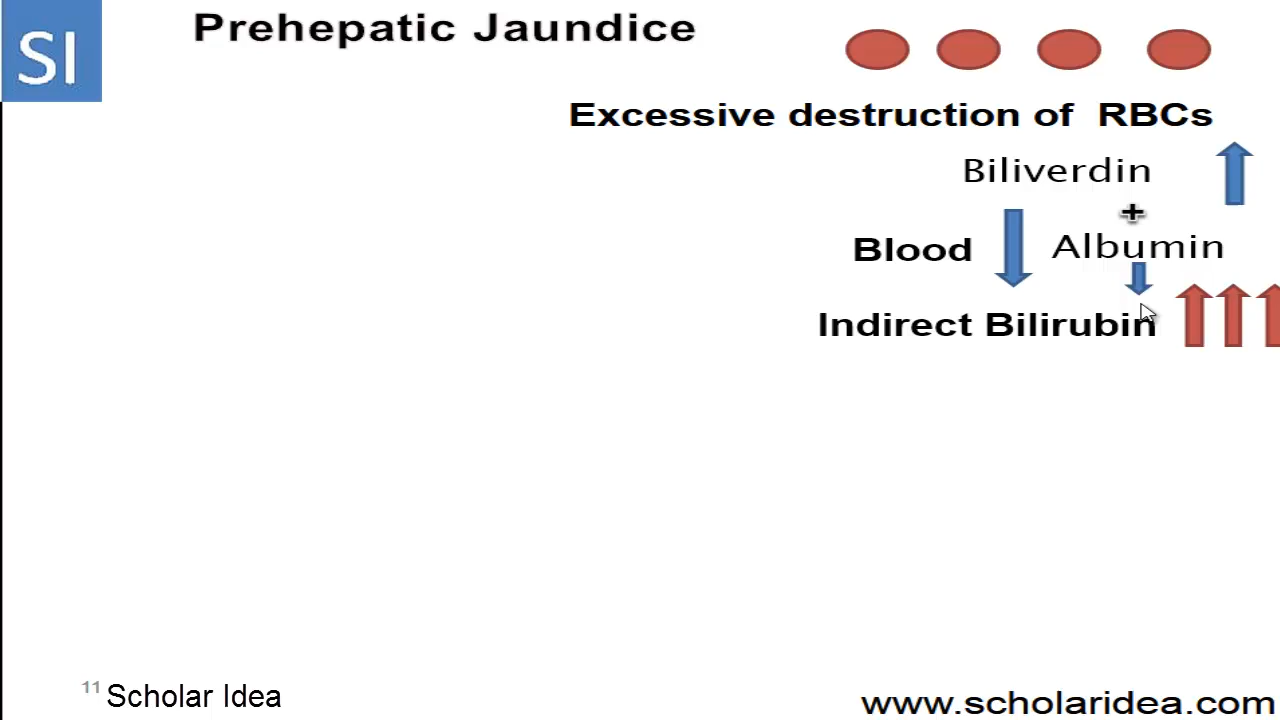 SI
Prehepatic Jaundice
Excessive destruction of RBCs
Biliverdin
+
Blood Albumin
Indirect Bilirubin
11 Scholar Idea
www.scholaridea.com